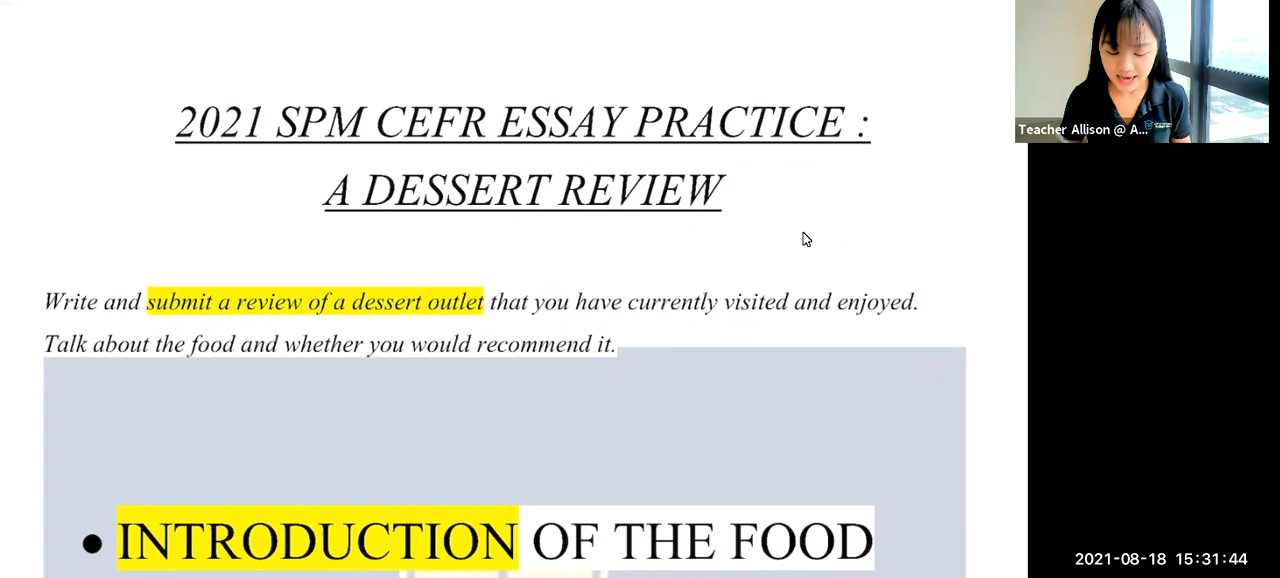 2021 SPM CEFR ESSAY PRACTICE :
A DESSERT REVIEW
Teacher Allison @ A...
Write and submit a review of a dessert outlet that you have currently visited and enjoyed.
Talk about the food and whether you would recommend it.
• INTRODUCTION OF THE FOOD
2021-08-18 15:31:44